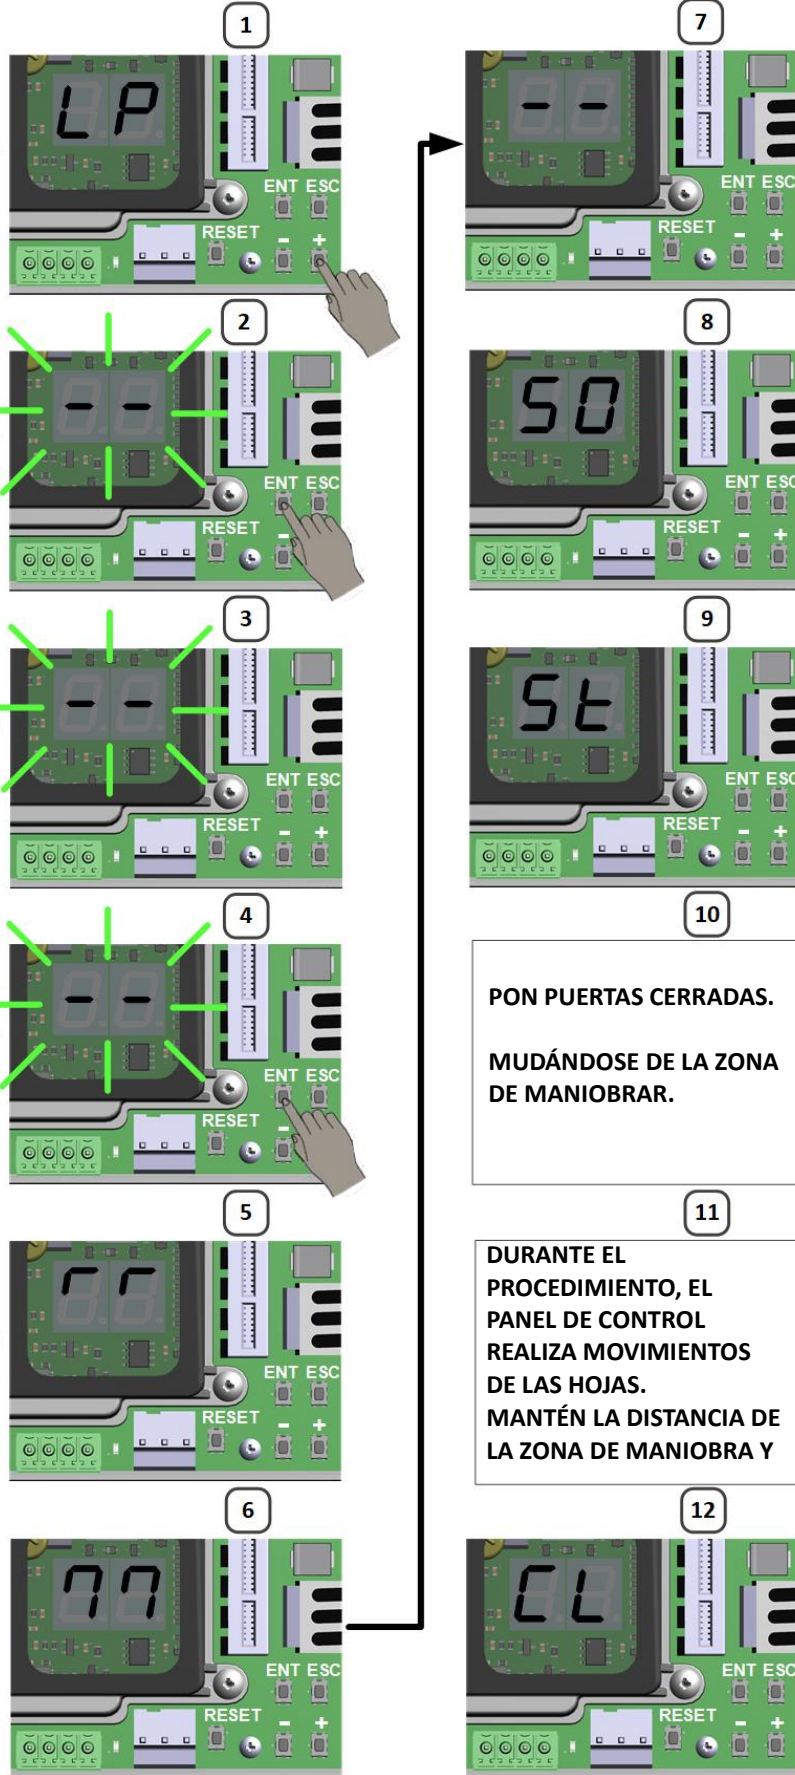 1
LP
ENT ESC
RESET - +
2
- -
ENT ESC
RESET -
3
- -
ENT ESC
RESET - +
4
- -
ENT ESC
RESET -
5
r r
ENT ESC
RESET - +
6
77
ENT ESC
RESET - +
7
- -
ENT ESC
RESET - +
8
S0
ENT ESC
RESET - +
9
St
ENT ESC
RESET - +
10
PON PUERTAS CERRADAS.
MUDÁNDOSE DE LA ZONA
DE MANIOBRAR.
11
DURANTE EL
PROCEDIMIENTO, EL
PANEL DE CONTROL
REALIZA MOVIMIENTOS
DE LAS HOJAS.
MANTÉN LA DISTANCIA DE
LA ZONA DE MANIOBRA Y
12
CL
ENT ESC
RESET - +